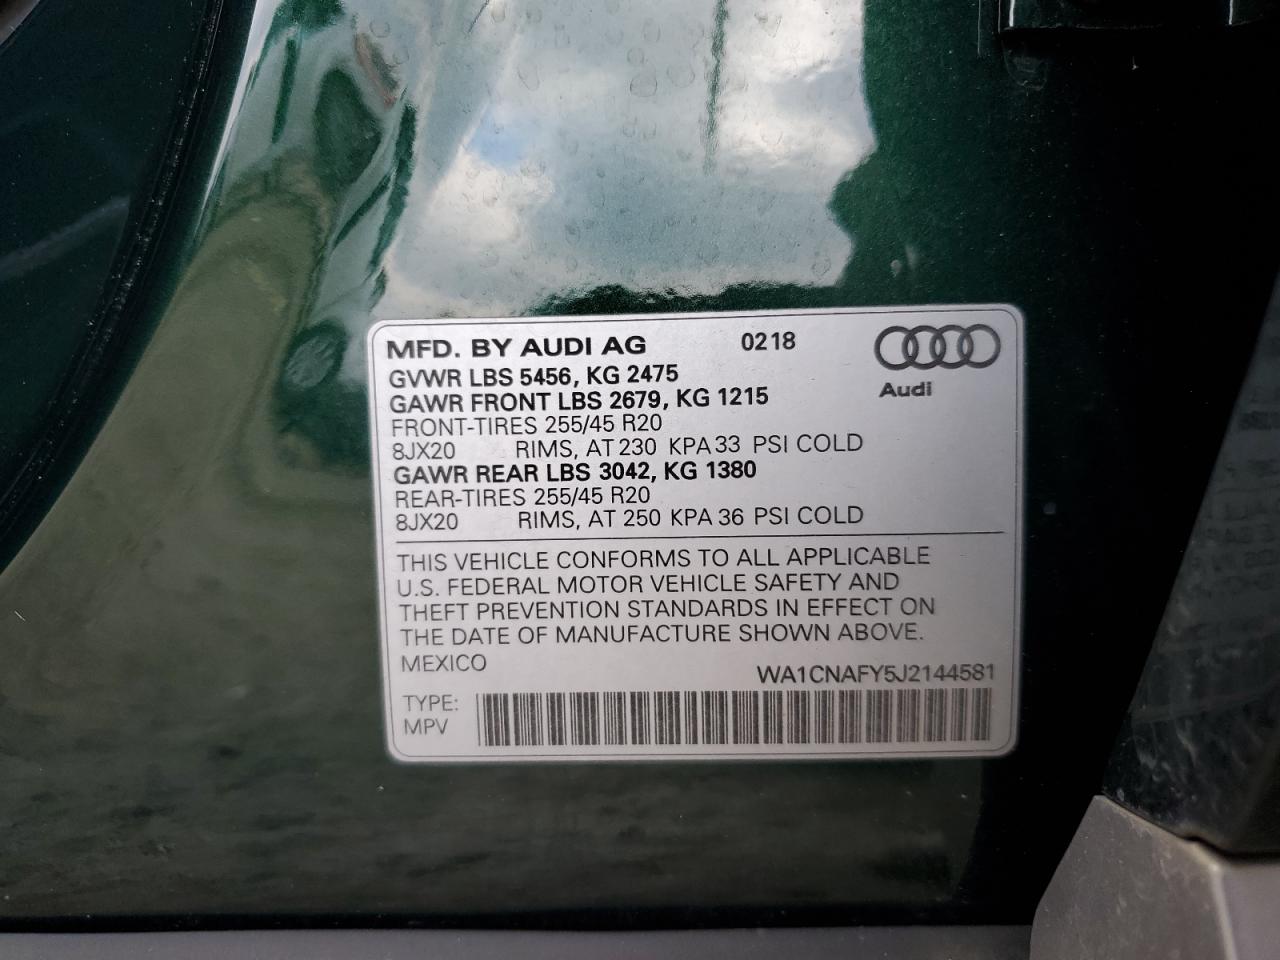 MFD. BY AUDI AG 0218
GVWR LBS 5456, KG 2475
GAWR FRONT LBS 2679, KG 1215
Audi
FRONT-TIRES 255/45 R20
8JX20 RIMS, AT 230 KPA 33 PSI COLD
GAWR REAR LBS 3042, KG 1380
REAR-TIRES 255/45 R20
8JX20 RIMS, AT 250 KPA 36 PSI COLD
THIS VEHICLE CONFORMS TO ALL APPLICABLE
U.S. FEDERAL MOTOR VEHICLE SAFETY AND
THEFT PREVENTION STANDARDS IN EFFECT ON
THE DATE OF MANUFACTURE SHOWN ABOVE.
MEXICO
WA1CNAFY5J2144581
TYPE:
MPV